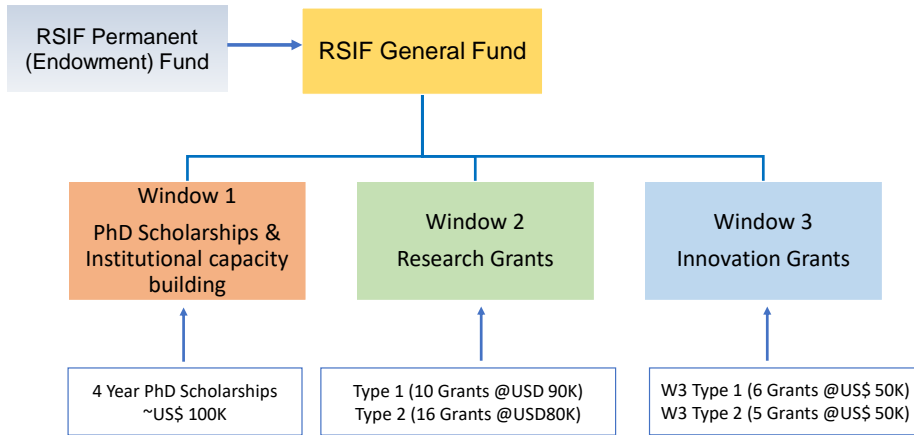 RSIF Permanent
(Endowment) Fund
RSIF General Fund
Window 1
PhD Scholarships &
Institutional capacity
building
Window 2
Research Grants
Window 3
Innovation Grants
4 Year PhD Scholarships
~US$ 100K
Type 1 (10 Grants @USD 90K)
Type 2 (16 Grants @USD80K)
W3 Type 1 (6 Grants @US$ 50K)
W3 Type 2 (5 Grants @US$ 50K)